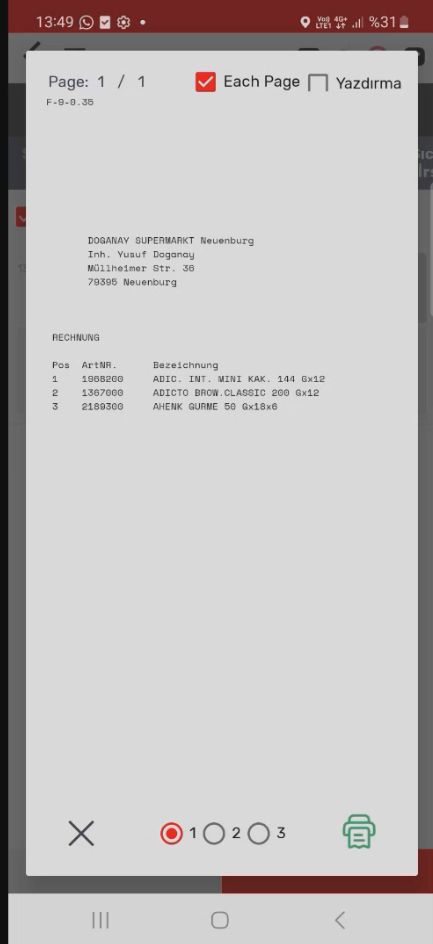 13:49 %31
Page: 1 / 1 Each Page Yazdırma
F-9-0.35
DOGANAY SUPERMARKT Neuenburg
Inh. Yusuf Doganay
Müllheimer Str. 36
79395 Neuenburg
RECHNUNG
Pos ArtNR. Bezeichnung
1 1968200 ADIC. INT. MINI KAK. 144 Gx12
2 1367000 ADICTO BROW.CLASSIC 200 Gx12
3 2189300 AHENK GURME 50 Gx18x6
1 2 3